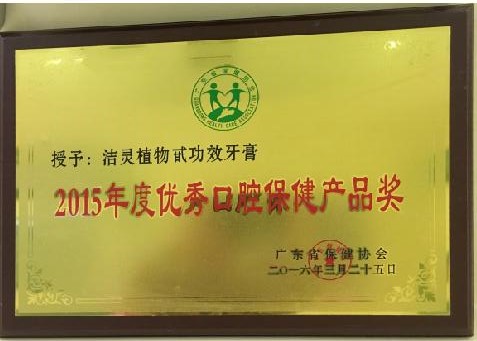 授予：洁灵植物贰功效牙膏
2015年度优秀口腔保健产品奖
广东省保健协会
二〇一六年三月二十五日